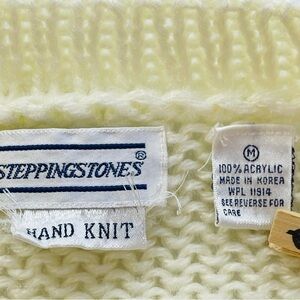 STEPPINGSTONES®
HAND KNIT
M
100% ACRYLIC
MADE IN KOREA
WPL 11914
SEE REVERSE FOR
CARE